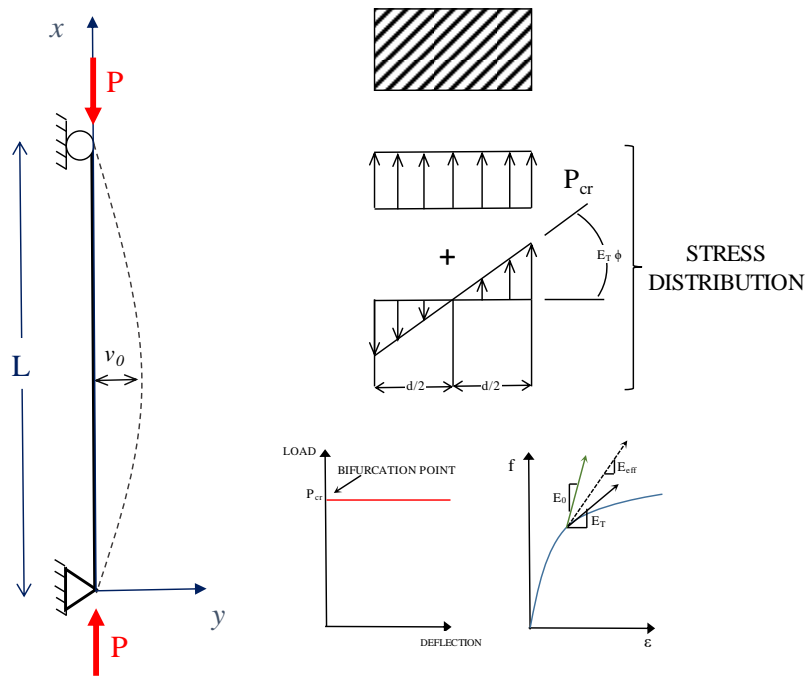 x
P
L
v0
y
P
Pcr
+
ET ϕ
STRESS
DISTRIBUTION
d/2
d/2
LOAD
BIFURCATION POINT
Pcr
DEFLECTION
f
Eeff
E0
ET
ε